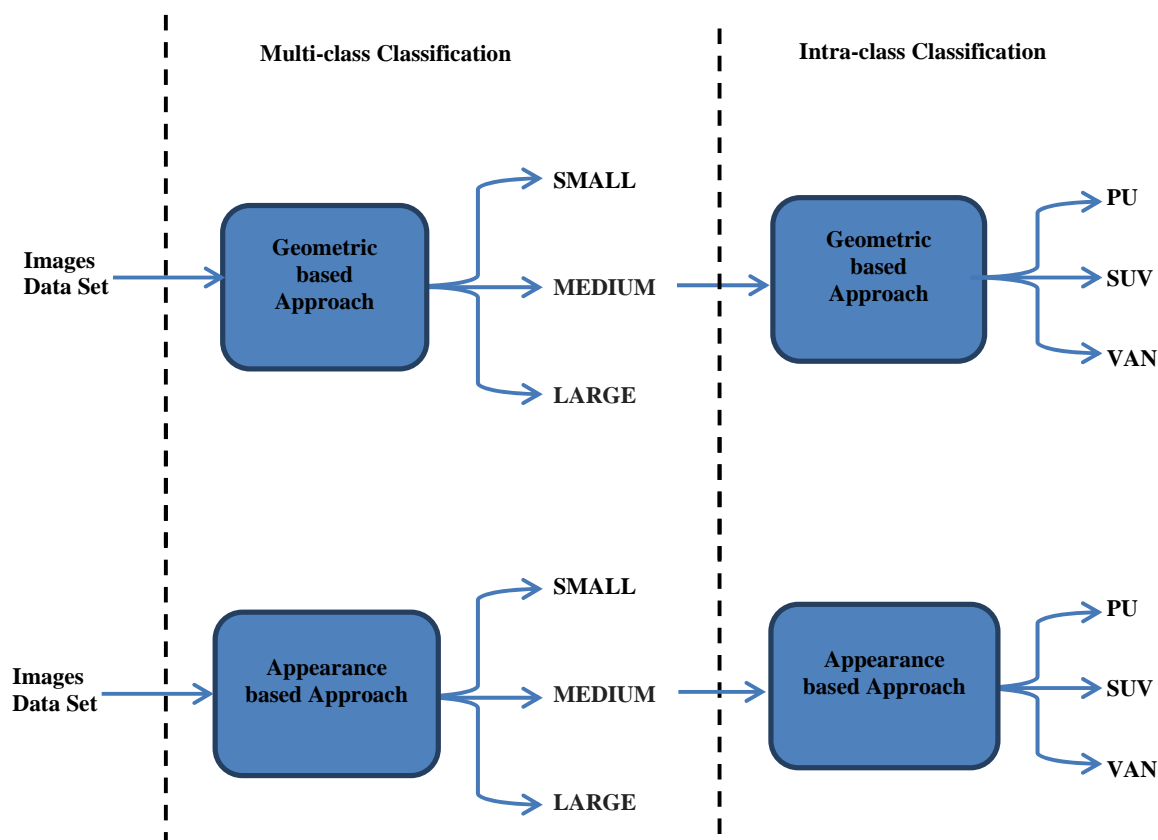 Multi-class Classification
Intra-class Classification
Images
Data Set
Geometric
based
Approach
SMALL
MEDIUM
LARGE
Geometric
based
Approach
PU
SUV
VAN
Images
Data Set
Appearance
based Approach
SMALL
MEDIUM
LARGE
Appearance
based Approach
PU
SUV
VAN